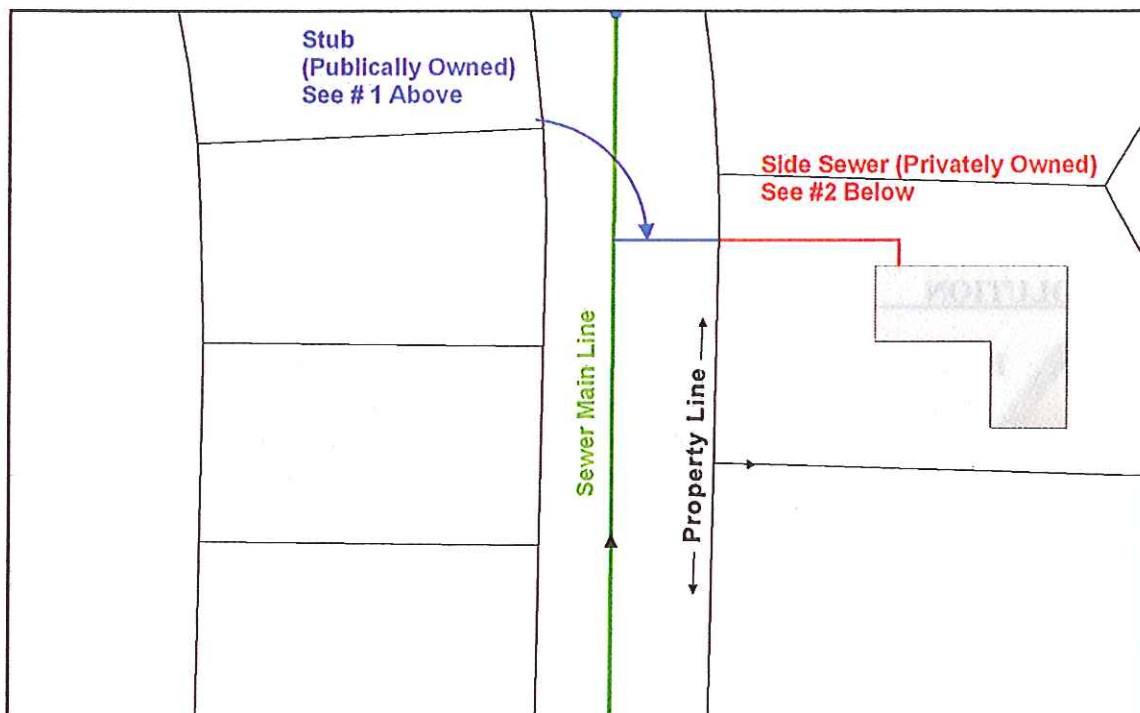 Stub
(Publically Owned)
See # 1 Above
Side Sewer (Privately Owned)
See #2 Below
Sewer Main Line
Property Line